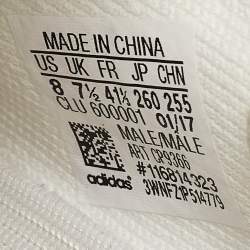 MADE IN CHINA
US UK FR JP CHN
8 7½ 41⅓ 260 255
CLU 600001 01/17
MALE/MALE
ART CP9366
#116814323
3WNFZ1P514779
adidas